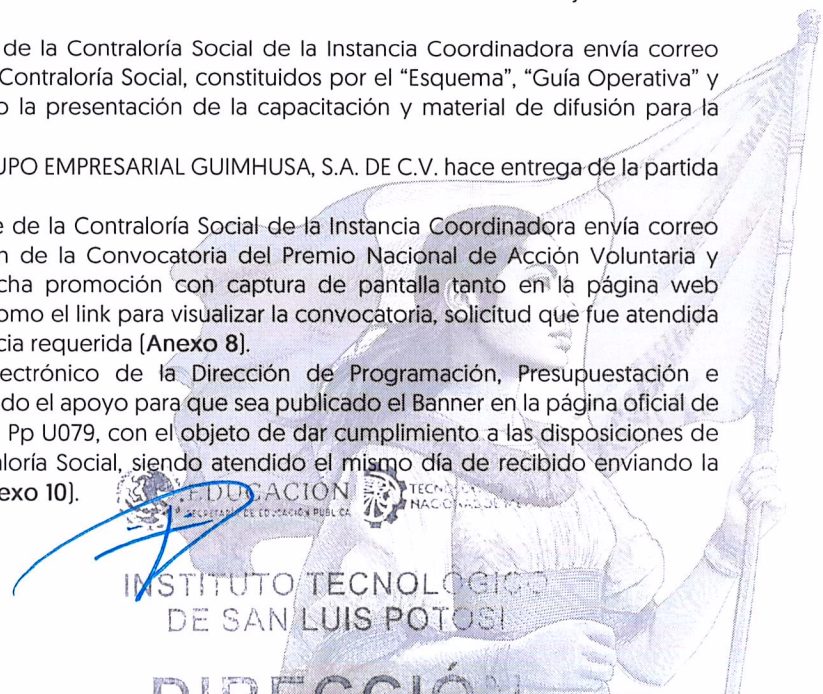 de la Contraloría Social de la Instancia Coordinadora envía correo
Contraloría Social, constituidos por el “Esquema”, “Guía Operativa” y
o la presentación de la capacitación y material de difusión para la
UPO EMPRESARIAL GUIMHUSA, S.A. DE C.V. hace entrega de la partida
e de la Contraloría Social de la Instancia Coordinadora envía correo
n de la Convocatoria del Premio Nacional de Acción Voluntaria y
cha promoción con captura de pantalla tanto en la página web
omo el link para visualizar la convocatoria, solicitud que fue atendida
cia requerida (Anexo 8).
ectrónico de la Dirección de Programación, Presupuestación e
do el apoyo para que sea publicado el Banner en la página oficial de
Pp U079, con el objeto de dar cumplimiento a las disposiciones de
aloría Social, siendo atendido el mismo día de recibido enviando la
exo 10).
EDUCACIÓN
SECRETARÍA DE EDUCACIÓN PÚBLICA
INSTITUTO TECNOLÓGICO
DE SAN LUIS POTOSI
DIRECCIÓN